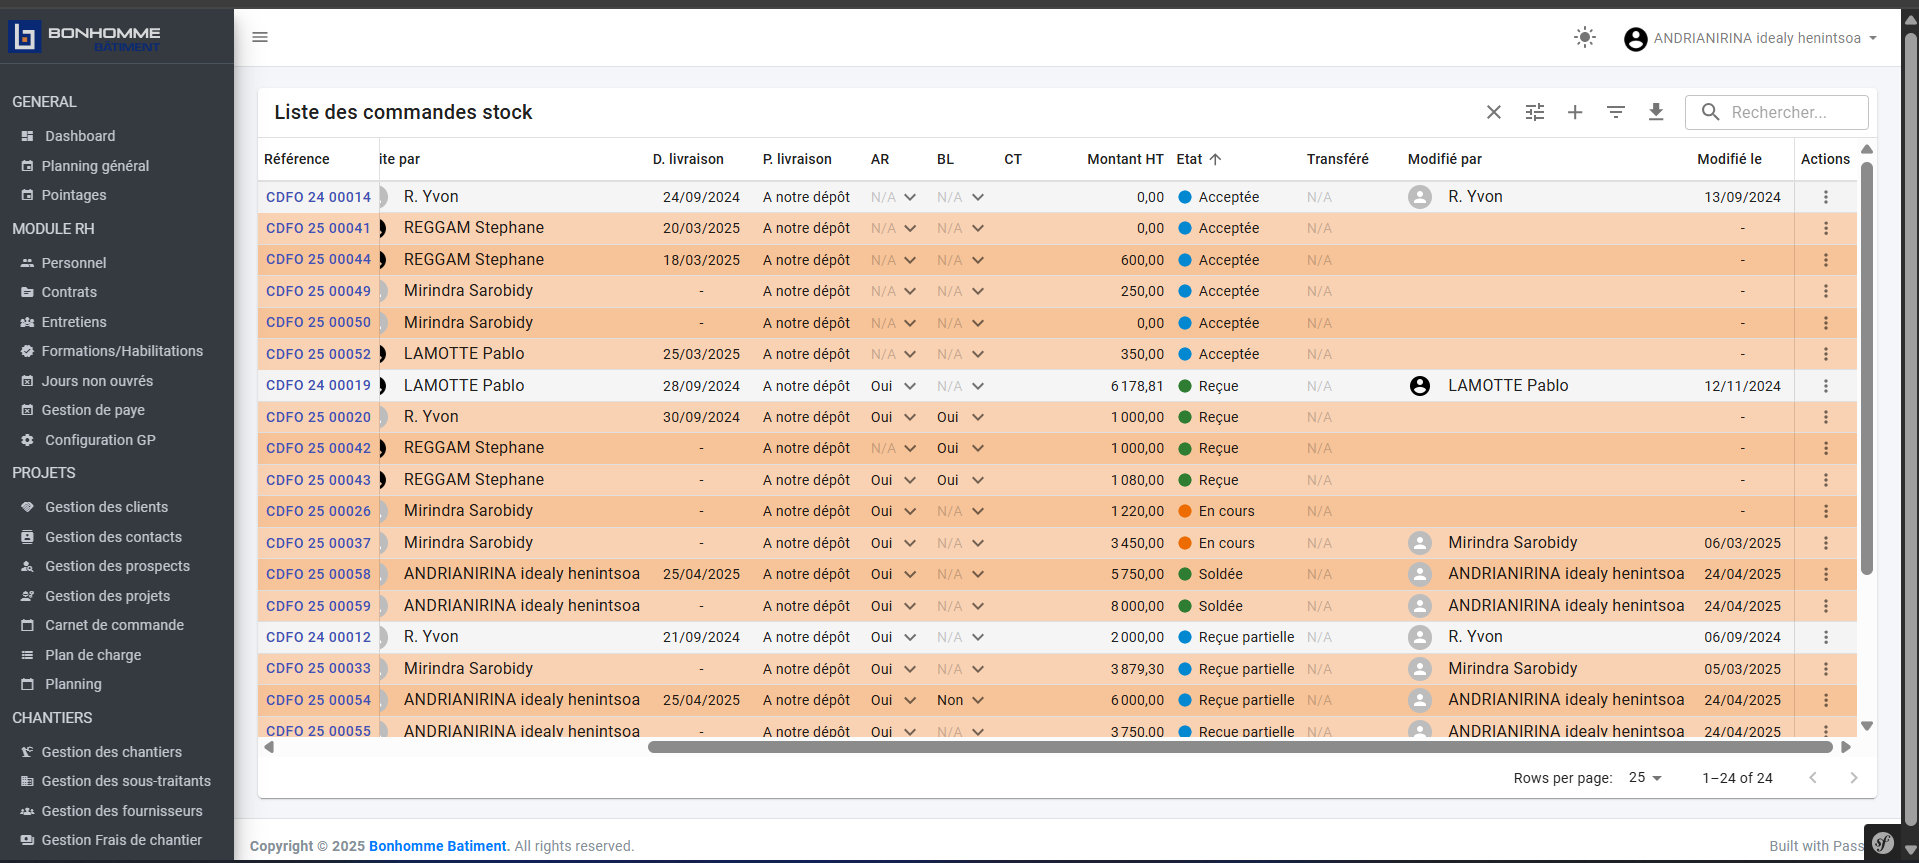 BONHOMME
BATIMENT
ANDRIANIRINA idealy henintsoa
GENERAL
Dashboard
Planning général
Pointages
MODULE RH
Personnel
Contrats
Entretiens
Formations/Habilitations
Jours non ouvrés
Gestion de paye
Configuration GP
PROJETS
Gestion des clients
Gestion des contacts
Gestion des prospects
Gestion des projets
Carnet de commande
Plan de charge
Planning
CHANTIERS
Gestion des chantiers
Gestion des sous-traitants
Gestion des fournisseurs
Gestion Frais de chantier
Liste des commandes stock
Rechercher...
Référence ite par D. livraison P. livraison AR BL CT Montant HT Etat Transféré Modifié par Modifié le Actions
CDFO 24 00014 R. Yvon 24/09/2024 A notre dépôt N/A N/A 0,00 Acceptée N/A R. Yvon 13/09/2024
CDFO 25 00041 REGGAM Stephane 20/03/2025 A notre dépôt N/A N/A 0,00 Acceptée N/A -
CDFO 25 00044 REGGAM Stephane 18/03/2025 A notre dépôt N/A N/A 600,00 Acceptée N/A -
CDFO 25 00049 Mirindra Sarobidy - A notre dépôt N/A N/A 250,00 Acceptée N/A -
CDFO 25 00050 Mirindra Sarobidy - A notre dépôt N/A N/A 0,00 Acceptée N/A -
CDFO 25 00052 LAMOTTE Pablo 25/03/2025 A notre dépôt N/A N/A 350,00 Acceptée N/A -
CDFO 24 00019 LAMOTTE Pablo 28/09/2024 A notre dépôt Oui N/A 6 178,81 Reçue N/A LAMOTTE Pablo 12/11/2024
CDFO 25 00020 R. Yvon 30/09/2024 A notre dépôt Oui Oui 1 000,00 Reçue N/A -
CDFO 25 00042 REGGAM Stephane - A notre dépôt N/A Oui 1 000,00 Reçue N/A -
CDFO 25 00043 REGGAM Stephane - A notre dépôt Oui Oui 1 080,00 Reçue N/A -
CDFO 25 00026 Mirindra Sarobidy - A notre dépôt Oui N/A 1 220,00 En cours N/A -
CDFO 25 00037 Mirindra Sarobidy - A notre dépôt Oui N/A 3 450,00 En cours N/A Mirindra Sarobidy 06/03/2025
CDFO 25 00058 ANDRIANIRINA idealy henintsoa 25/04/2025 A notre dépôt Oui N/A 5 750,00 Soldée N/A ANDRIANIRINA idealy henintsoa 24/04/2025
CDFO 25 00059 ANDRIANIRINA idealy henintsoa - A notre dépôt Oui N/A 8 000,00 Soldée N/A ANDRIANIRINA idealy henintsoa 24/04/2025
CDFO 24 00012 R. Yvon 21/09/2024 A notre dépôt Oui N/A 2 000,00 Reçue partielle N/A R. Yvon 06/09/2024
CDFO 25 00033 Mirindra Sarobidy - A notre dépôt Oui N/A 3 879,30 Reçue partielle N/A Mirindra Sarobidy 05/03/2025
CDFO 25 00054 ANDRIANIRINA idealy henintsoa 25/04/2025 A notre dépôt Oui Non 6 000,00 Reçue partielle N/A ANDRIANIRINA idealy henintsoa 24/04/2025
CDFO 25 00055 ANDRIANIRINA idealy henintsoa - A notre dépôt Oui N/A 3 750,00 Reçue partielle N/A ANDRIANIRINA idealy henintsoa 24/04/2025
Rows per page: 25 1–24 of 24
Copyright © 2025 Bonhomme Batiment. All rights reserved.
Built with Pass
sf